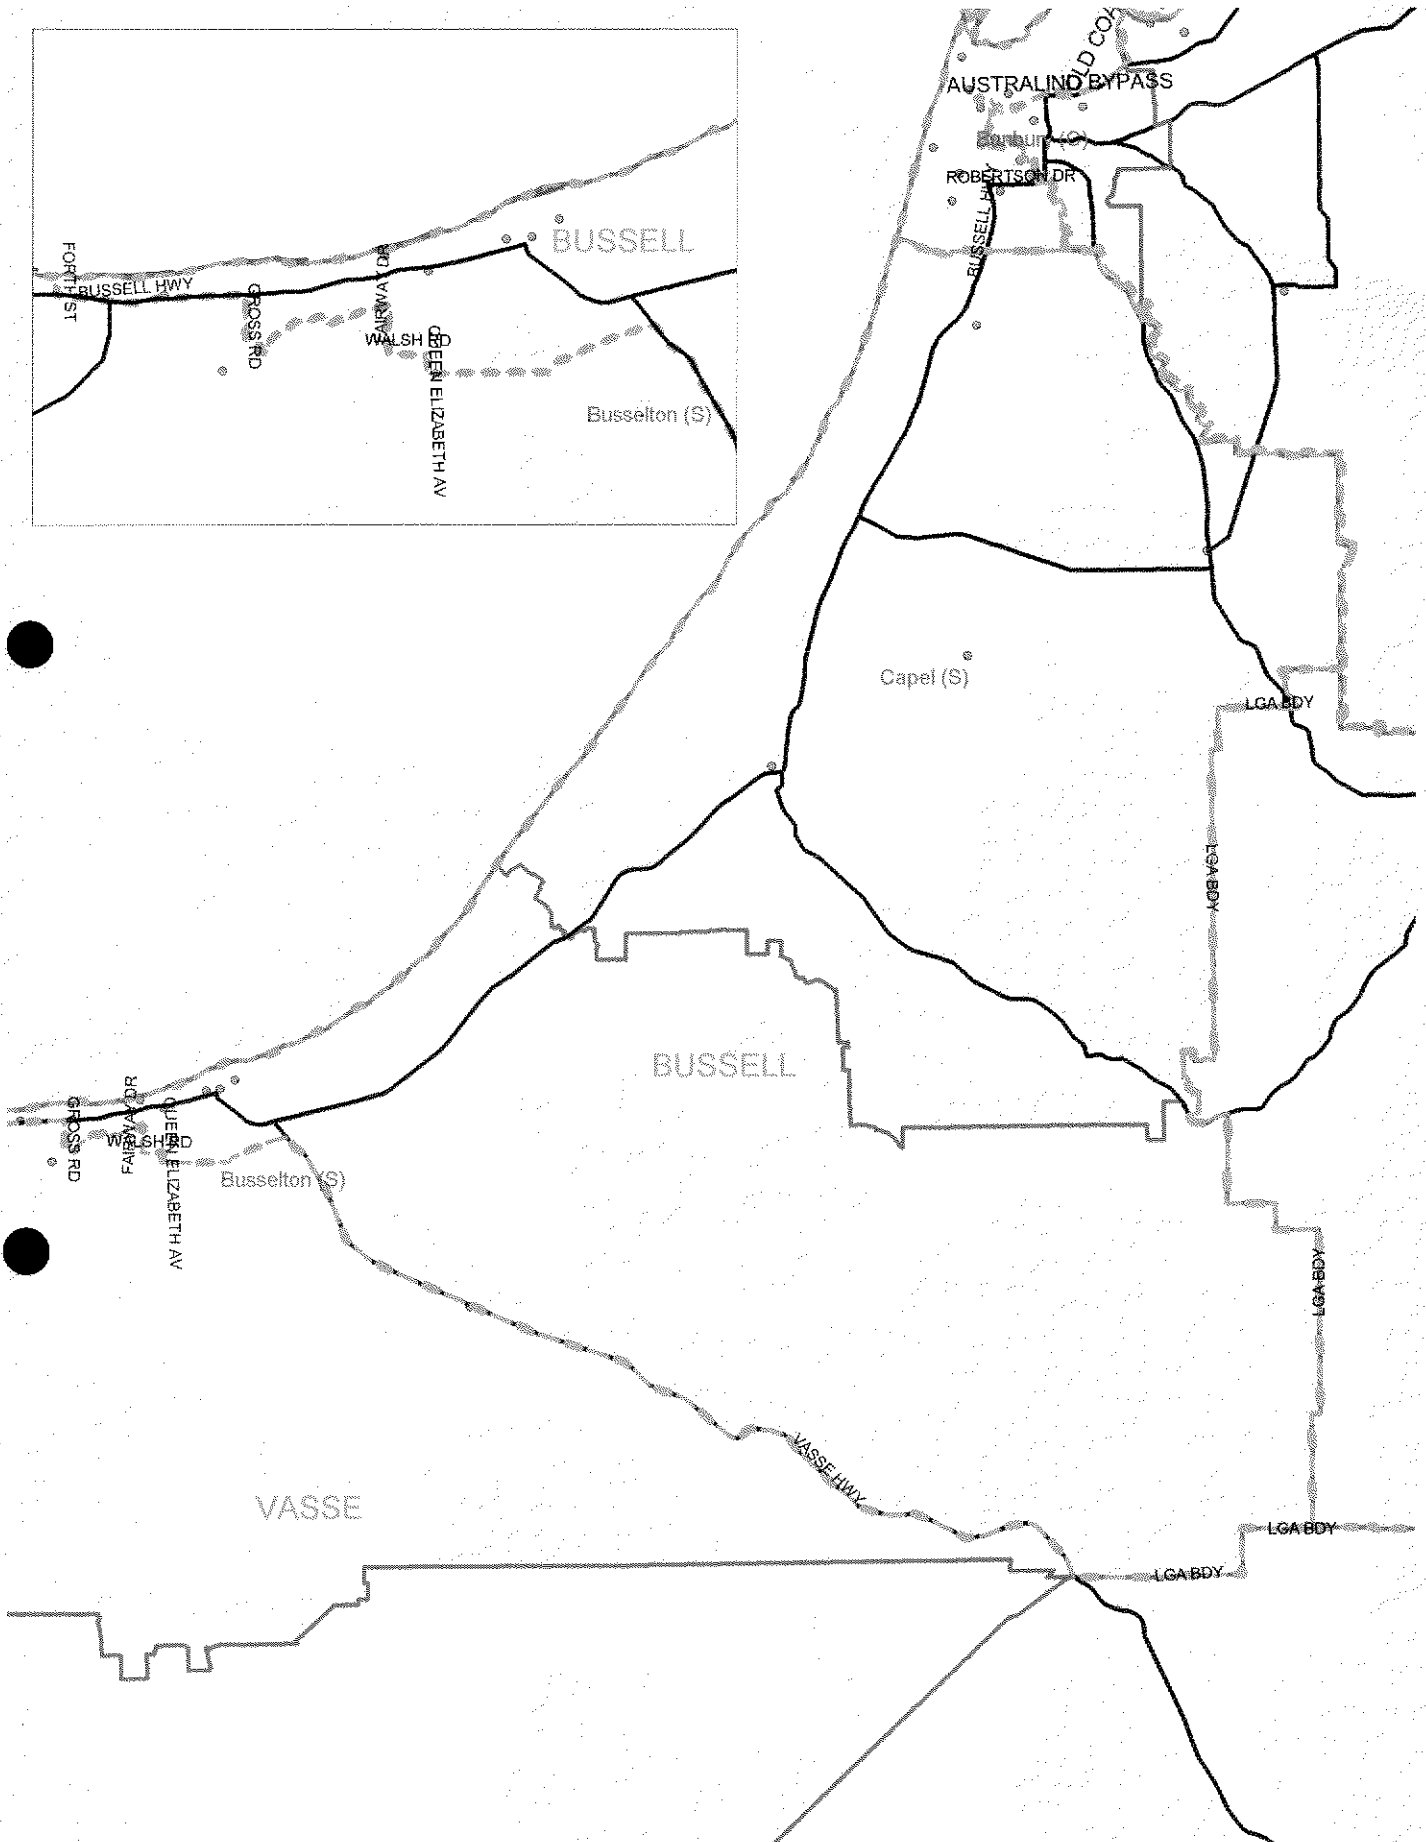 AUSTRALIND BYPASS
Bunbury (C)
ROBERTSON DR
BUSSELL HWY
BUSSELL
FORTH ST
BUSSELL HWY
GROSS RD
FAIRWAY DR
WALSH RD
QUEEN ELIZABETH AV
Busselton (S)
Capel (S)
LGA BDY
LGA BDY
BUSSELL
GROSS RD
FAIRWAY DR
WALSH RD
QUEEN ELIZABETH AV
Busselton (S)
LGA BDY
VASSE HWY
VASSE
LGA BDY
LGA BDY